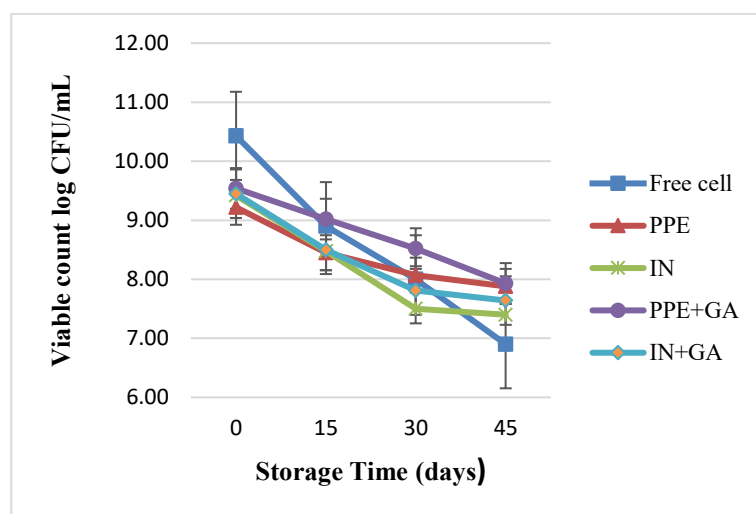 12.00
11.00
10.00
9.00
8.00
7.00
6.00
Viable count log CFU/mL
0 15 30 45
Storage Time (days)
Free cell
PPE
IN
PPE+GA
IN+GA